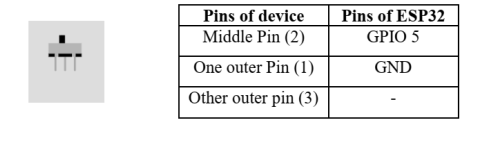 Pins of device Pins of ESP32
Middle Pin (2) GPIO 5
One outer Pin (1) GND
Other outer pin (3) -